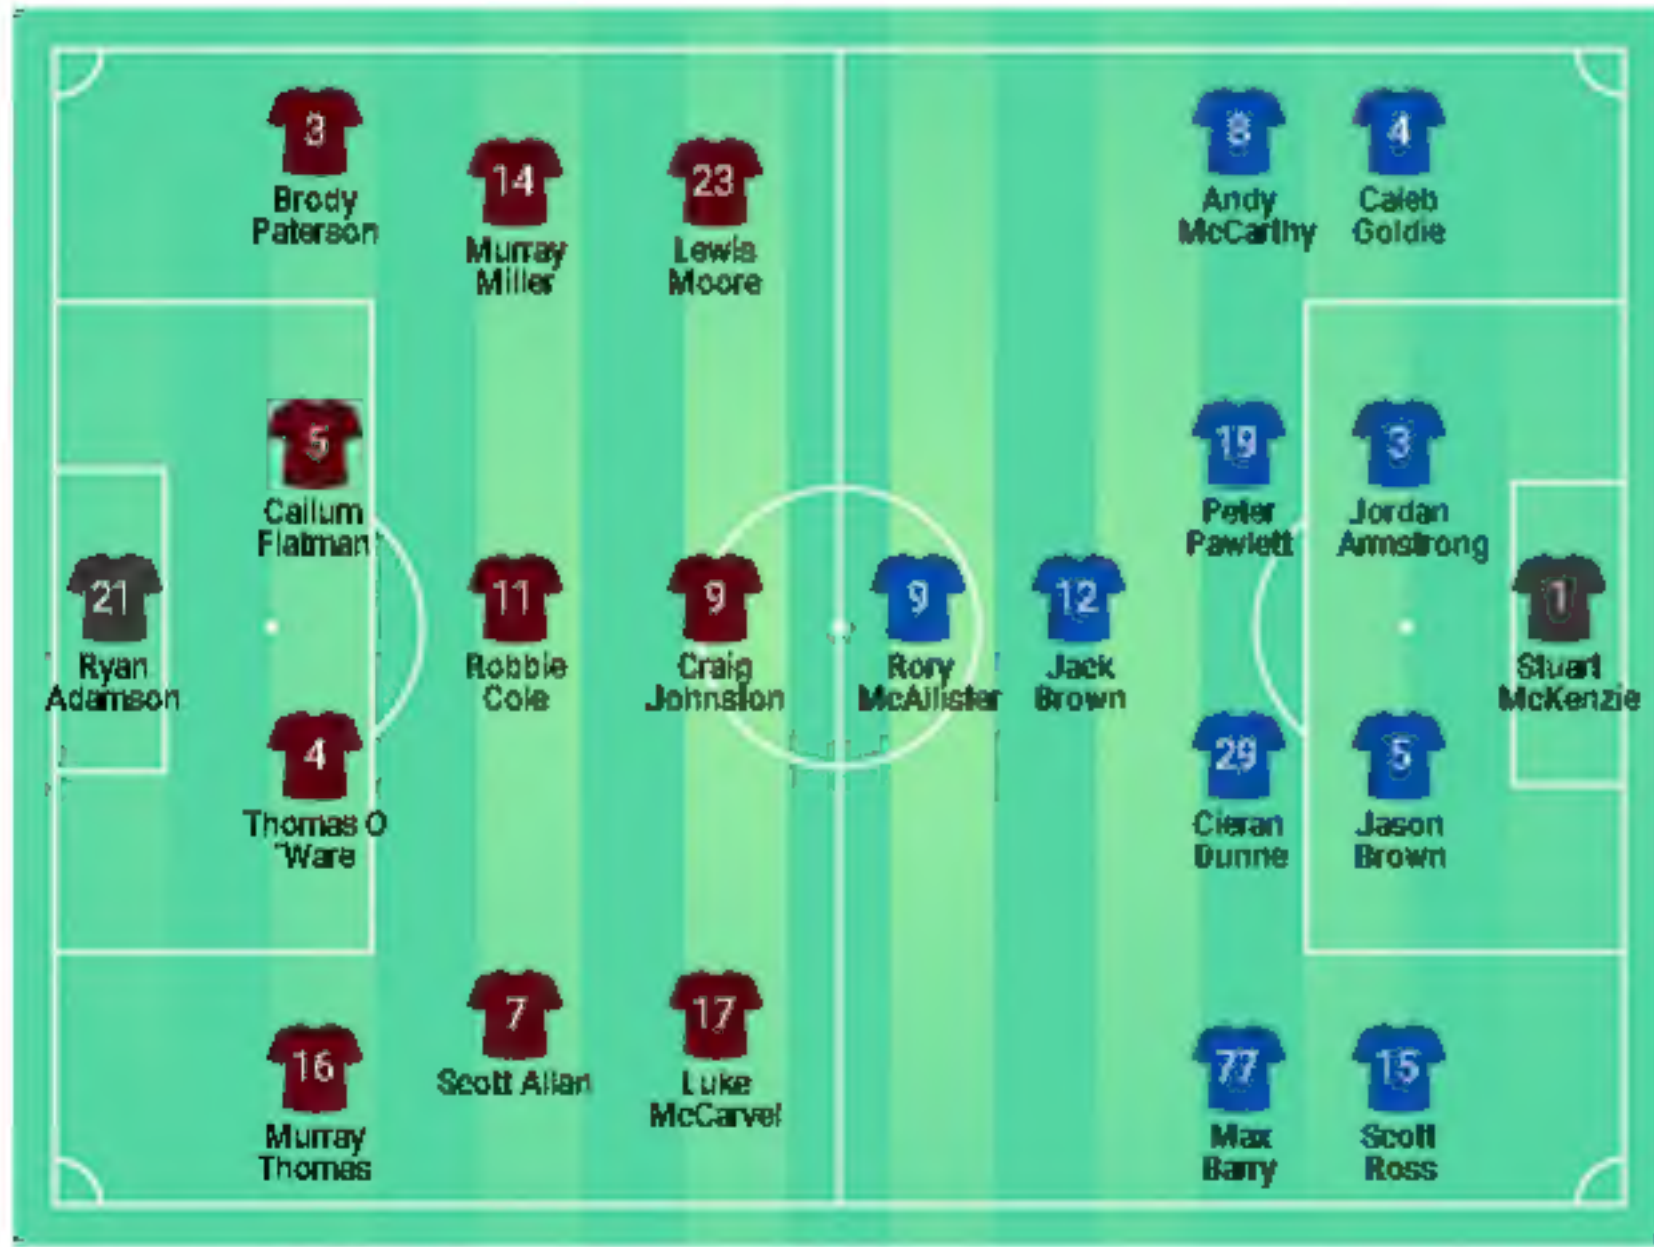 3
Brody
Paterson
14
Murray
Miller
23
Lewis
Moore
8
Andy
McCarthy
4
Caleb
Goldie
5
Callum
Flatman
19
Peter
Pawlett
3
Jordan
Armstrong
21
Ryan
Adamson
11
Robbie
Cole
9
Craig
Johnston
9
Rory
McAllister
12
Jack
Brown
1
Stuart
McKenzie
4
Thomas O
'Ware
29
Cieran
Dunne
5
Jason
Brown
16
Murray
Thomas
7
Scott Allan
17
Luke
McCarvel
77
Max
Barry
15
Scott
Ross